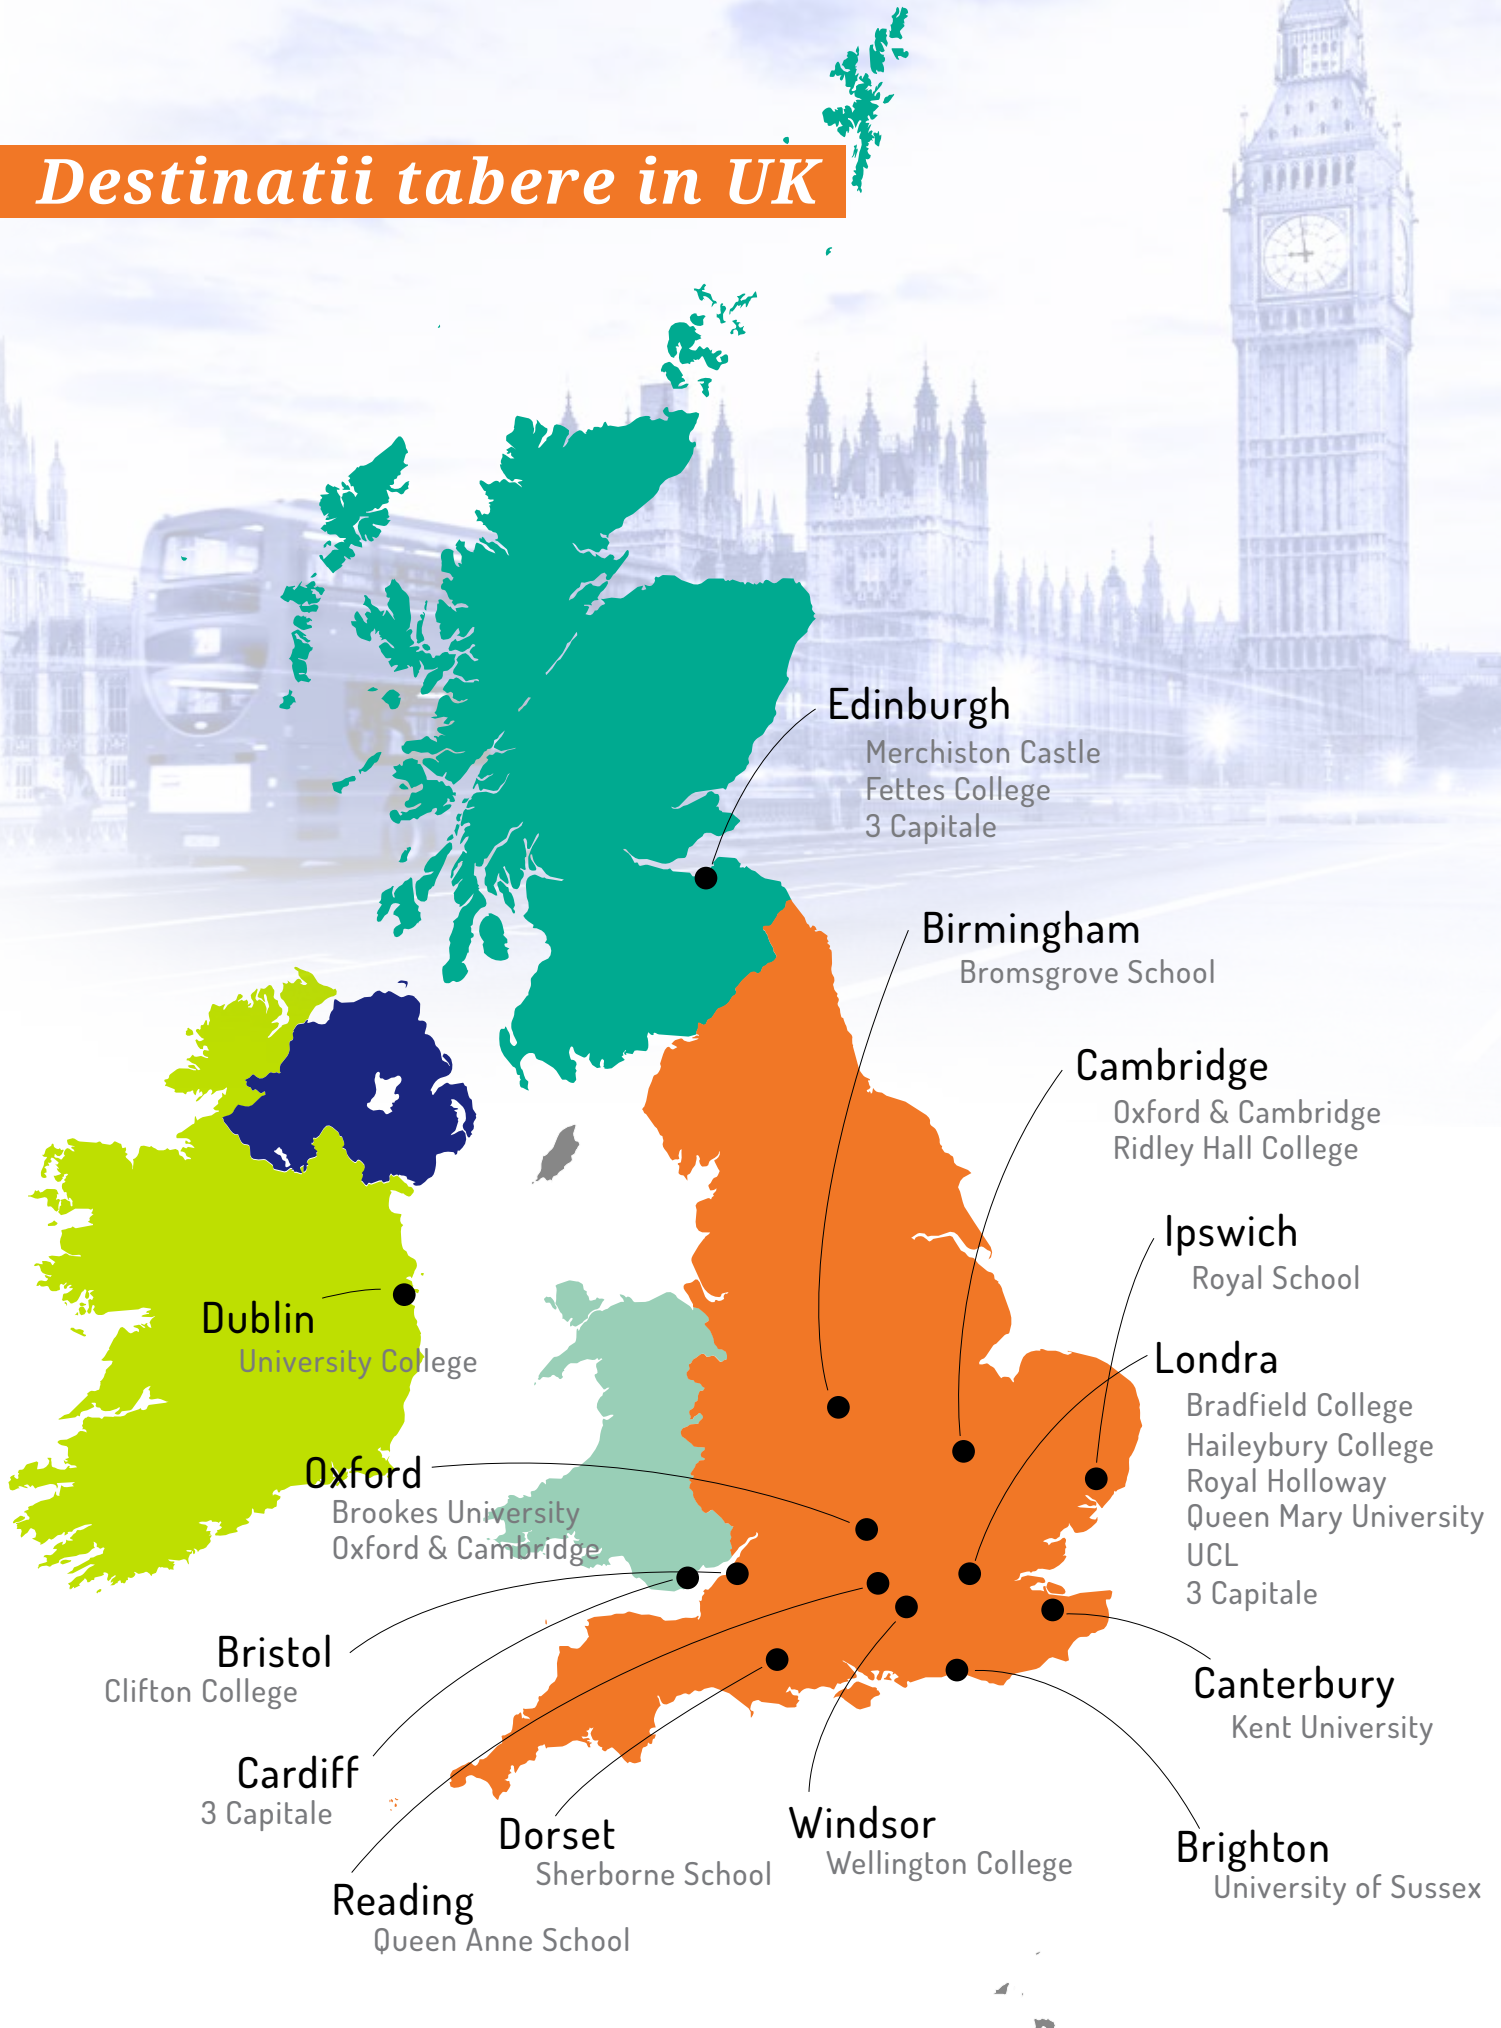 Destinatii tabere in UK
Edinburgh
Merchiston Castle
Fettes College
3 Capitale
Birmingham
Bromsgrove School
Cambridge
Oxford & Cambridge
Ridley Hall College
Ipswich
Royal School
Dublin
University College
Londra
Bradfield College
Haileybury College
Royal Holloway
Queen Mary University
UCL
3 Capitale
Oxford
Brookes University
Oxford & Cambridge
Bristol
Clifton College
Canterbury
Kent University
Cardiff
3 Capitale
Dorset
Sherborne School
Windsor
Wellington College
Brighton
University of Sussex
Reading
Queen Anne School